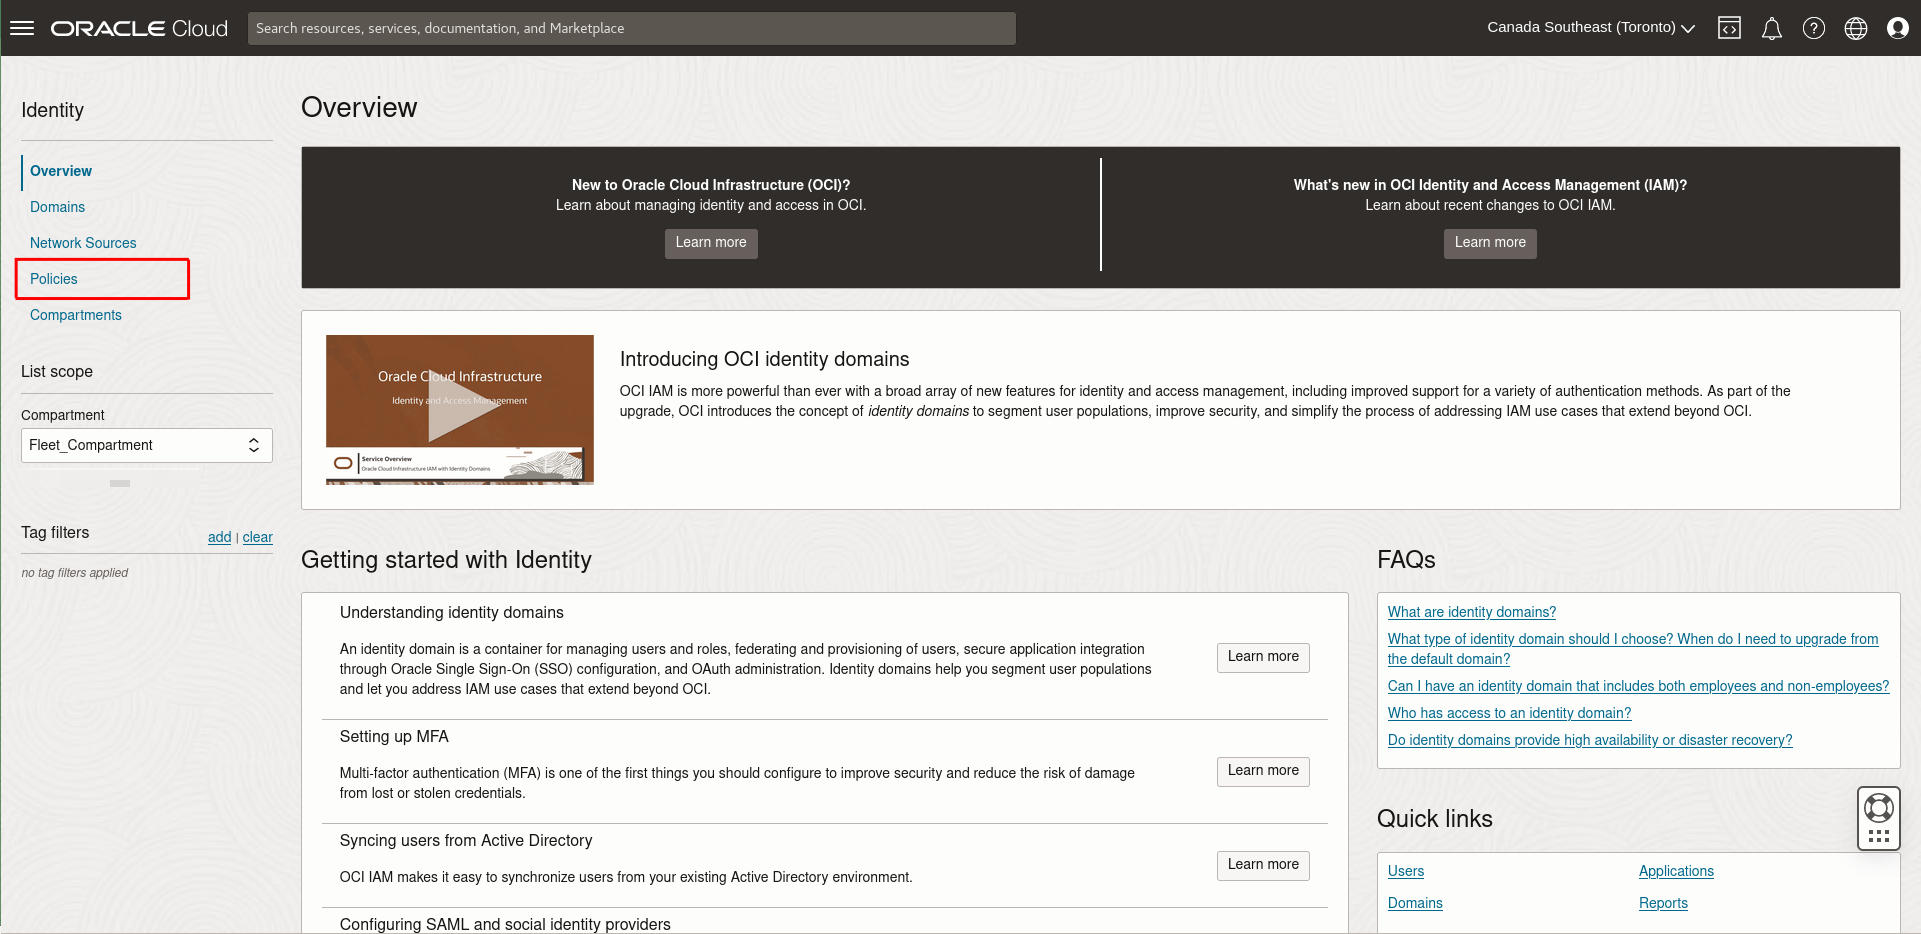 ORACLE Cloud
Search resources, services, documentation, and Marketplace
Canada Southeast (Toronto)
Identity
Overview
Domains
Network Sources
Policies
Compartments
List scope
Compartment
Fleet_Compartment
Tag filters
add | clear
no tag filters applied
Overview
New to Oracle Cloud Infrastructure (OCI)?
Learn about managing identity and access in OCI.
Learn more
What's new in OCI Identity and Access Management (IAM)?
Learn about recent changes to OCI IAM.
Learn more
Oracle Cloud Infrastructure
Identity and Access Management
Service Overview
Oracle Cloud Infrastructure IAM with Identity Domains
Introducing OCI identity domains
OCI IAM is more powerful than ever with a broad array of new features for identity and access management, including improved support for a variety of authentication methods. As part of the
upgrade, OCI introduces the concept of identity domains to segment user populations, improve security, and simplify the process of addressing IAM use cases that extend beyond OCI.
Getting started with Identity
Understanding identity domains
An identity domain is a container for managing users and roles, federating and provisioning of users, secure application integration
through Oracle Single Sign-On (SSO) configuration, and OAuth administration. Identity domains help you segment user populations
and let you address IAM use cases that extend beyond OCI.
Learn more
Setting up MFA
Multi-factor authentication (MFA) is one of the first things you should configure to improve security and reduce the risk of damage
from lost or stolen credentials.
Learn more
Syncing users from Active Directory
OCI IAM makes it easy to synchronize users from your existing Active Directory environment.
Learn more
Configuring SAML and social identity providers
FAQs
What are identity domains?
What type of identity domain should I choose? When do I need to upgrade from
the default domain?
Can I have an identity domain that includes both employees and non-employees?
Who has access to an identity domain?
Do identity domains provide high availability or disaster recovery?
Quick links
Users
Applications
Domains
Reports